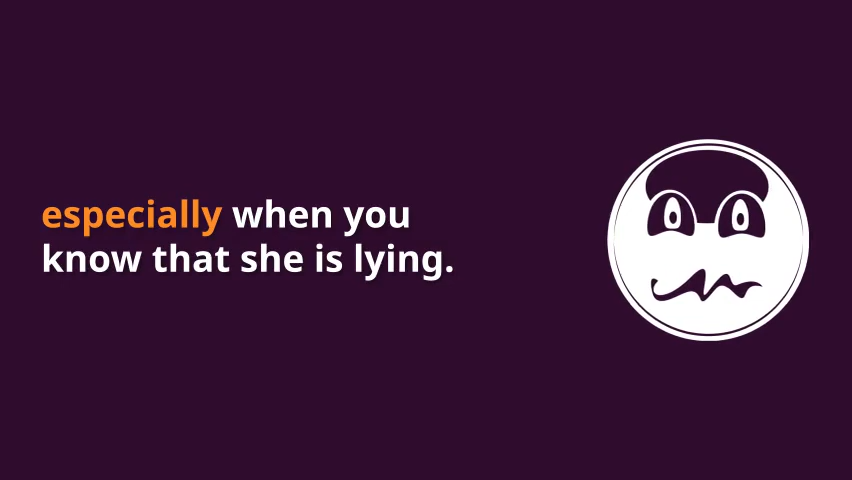 especially when you
know that she is lying.